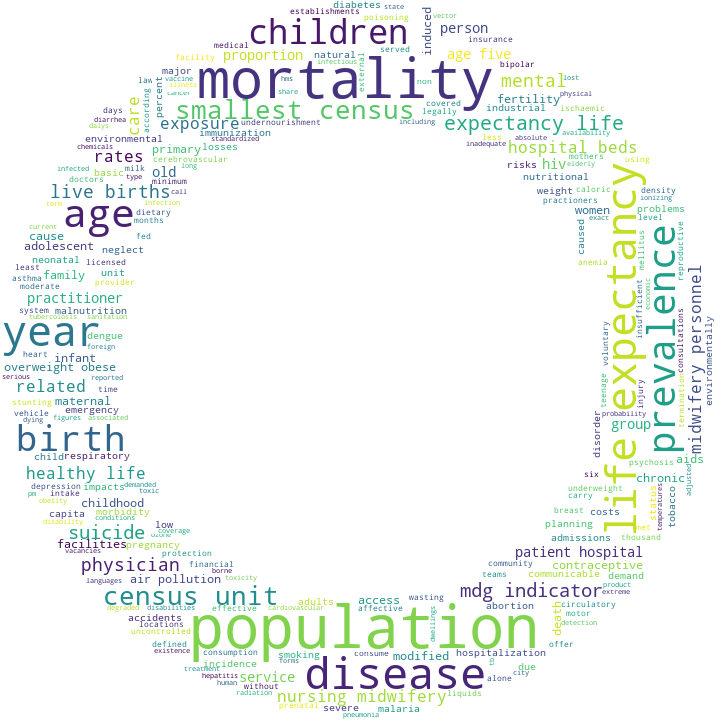 diabetes
state
establishments
poisoning
vector
children
induced
person
insurance
medical
served
natural
infectious
external
age five
facility
proportion
major
illness
mortality
non
bipolar
lost
mental
physical
law
vaccine
cancer
share
hms
care
according
percent
smallest census
covered
legally
including
fertility
industrial
ischaemic
days
diarrhea
dalys
environmental
exposure
undernourishment
immunization
standardized
expectancy life
availability
chemicals
losses
less
absolute
inadequate
hospital beds
mothers
elderly
infected
rates
primary
cerebrovascular
long
doctors
basic
milk
type
old
minimum
risks
hiv
nutritional
using
live births
call
weight
caloric
practioners
density
ionizing
term
infection
dietary
months
women
exact
problems
level
age
current
cause
fed
caused
adolescent
neglect
licensed
least
neonatal
asthma
family
unit
provider
moderate
anemia
mellitus
reproductive
practitioner
system
malnutrition
tuberculosis
sanitation
year
dengue
foreign
life expectancy
prevalence
insufficient
economic
midwifery personnel
consultations
environmentally
voluntary
heart
infant
overweight obese
serious
reported
related
time
stunting
maternal
teenage
injury
termination
vehicle
emergency
dying
figures
associated
probability
birth
group
disorder
child
respiratory
psychosis
aids
healthy life
depression
impacts
demanded
pm
intake
toxic
six
chronic
adjusted
obesity
childhood
underweight
carry
status
temperatures
tobacco
capita
morbidity
disability
conditions
breast
costs
met
suicide
low
coverage
ozone
planning
admissions
thousand
facilities
vacancies
pregnancy
protection
physician
financial
borne
patient hospital
community
contraceptive
languages
air pollution
toxicity
teams
communicable
demand
product
extreme
census unit
degraded
disabilities
effective
cardiovascular
access
affective
wasting
mdg indicator
adults
abortion
death
circulatory
motor
detection
accidents
locations
uncontrolled
population
dwellings
defined
existence
consumption
smoking
consume
modified
hospitalization
to
offer
incidence
treatment
forms
disease
due
city
hepatitis
human
service
without
radiation
alone
nursing midwifery
liquids
prenatal
severe
malaria
pneumonia